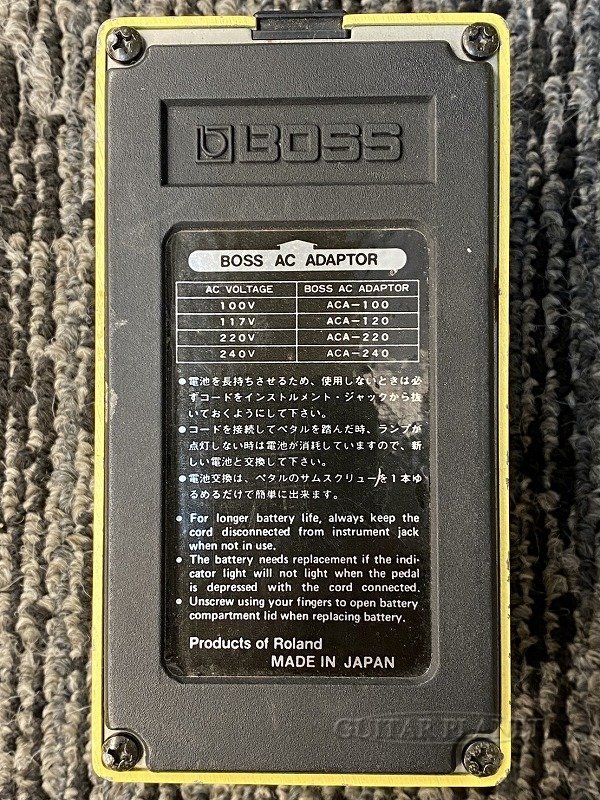 BOSS
BOSS AC ADAPTOR
AC VOLTAGE BOSS AC ADAPTOR
100V ACA-100
117V ACA-120
220V ACA-220
240V ACA-240
●電池を長持ちさせるため、使用しないときは必
ずコードをインストルメント・ジャックから抜
いておくようにして下さい。
●コードを接続してペタルを踏んだ時、ランプが
点灯しない時は電池が消耗していますので、新
しい電池と交換して下さい。
●電池交換は、ペタルのサムスクリューを1本ゆ
るめるだけで簡単に出来ます。
● For longer battery life, always keep the
cord disconnected from instrument jack
when not in use.
● The battery needs replacement if the indi-
cator light will not light when the pedal
is depressed with the cord connected.
● Unscrew using your fingers to open battery
compartment lid when replacing battery.
Products of Roland
MADE IN JAPAN
GUITAR PLANET